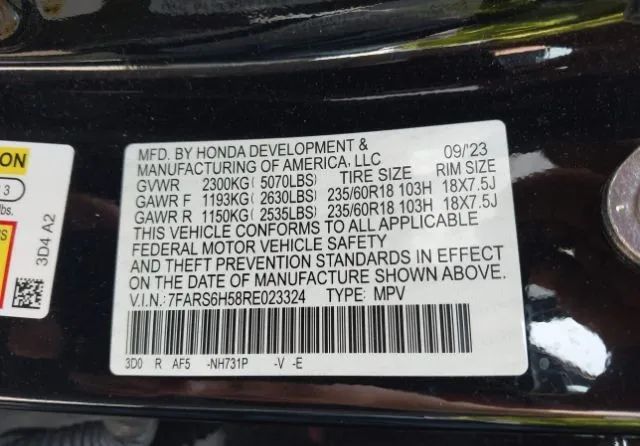 ION
3
lbs.
3D4 A2
MFD. BY HONDA DEVELOPMENT & 09/'23
MANUFACTURING OF AMERICA, LLC
GVWR 2300KG (5070LBS) TIRE SIZE RIM SIZE
GAWR F 1193KG (2630LBS) 235/60R18 103H 18X7.5J
GAWR R 1150KG (2535LBS) 235/60R18 103H 18X7.5J
THIS VEHICLE CONFORMS TO ALL APPLICABLE
FEDERAL MOTOR VEHICLE SAFETY
AND THEFT PREVENTION STANDARDS IN EFFECT
ON THE DATE OF MANUFACTURE SHOWN ABOVE.
V.I.N.: 7FARS6H58RE023324 TYPE: MPV
3D0 R AF5 -NH731P -V -E